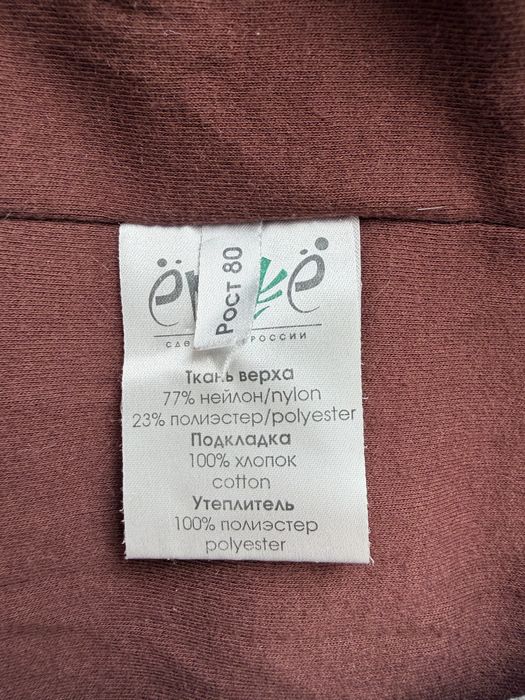 Рост 80
РОССИИ
Ткань верха
77% нейлон/nylon
23% полиэстер/polyester
Подкладка
100% хлопок
cotton
Утеплитель
100% полиэстер
polyester